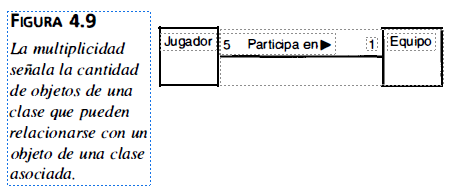 FIGURA 4.9
La multiplicidad
señala la cantidad
de objetos de una
clase que pueden
relacionarse con un
objeto de una clase
asociada.
Jugador 5 Participa en▶ 1 Equipo